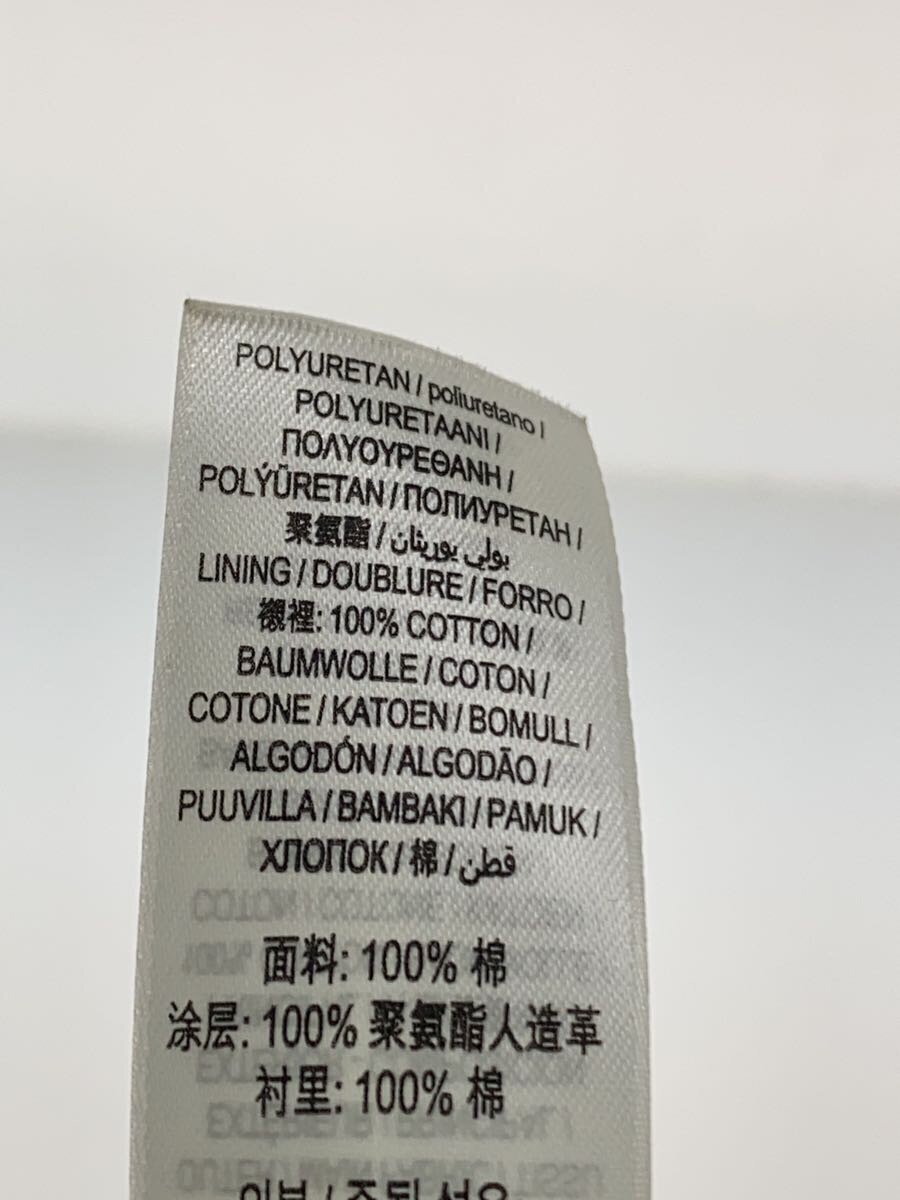 POLYURETAN / poliuretano /
POLYURETAANI /
ΠΟΛΥΟΥΡΕΘΑΝΗ /
POLÝÜRETAN / ПОЛИУРЕТАН /
聚氨酯 / بولي يوريثان
LINING / DOUBLURE / FORRO /
襯裡: 100% COTTON /
BAUMWOLLE / COTON /
COTONE / KATOEN / BOMULL /
ALGODÓN / ALGODÃO /
PUUVILLA / ΒΑΜΒΑΚΙ / PAMUK /
ХЛОПОК / 棉 / قطن
面料: 100% 棉
涂层: 100% 聚氨酯人造革
衬里: 100% 棉